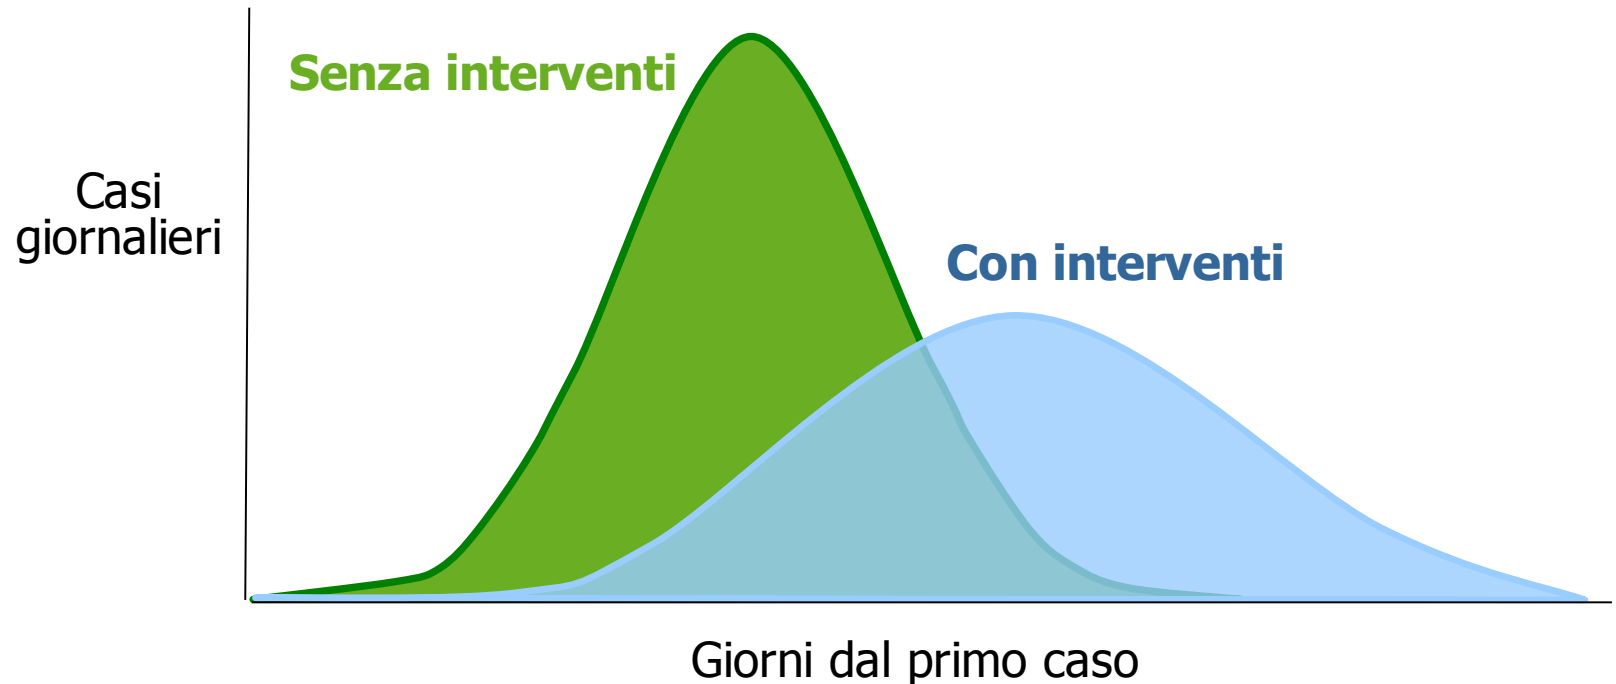 Senza interventi
Casi
giornalieri
Con interventi
Giorni dal primo caso